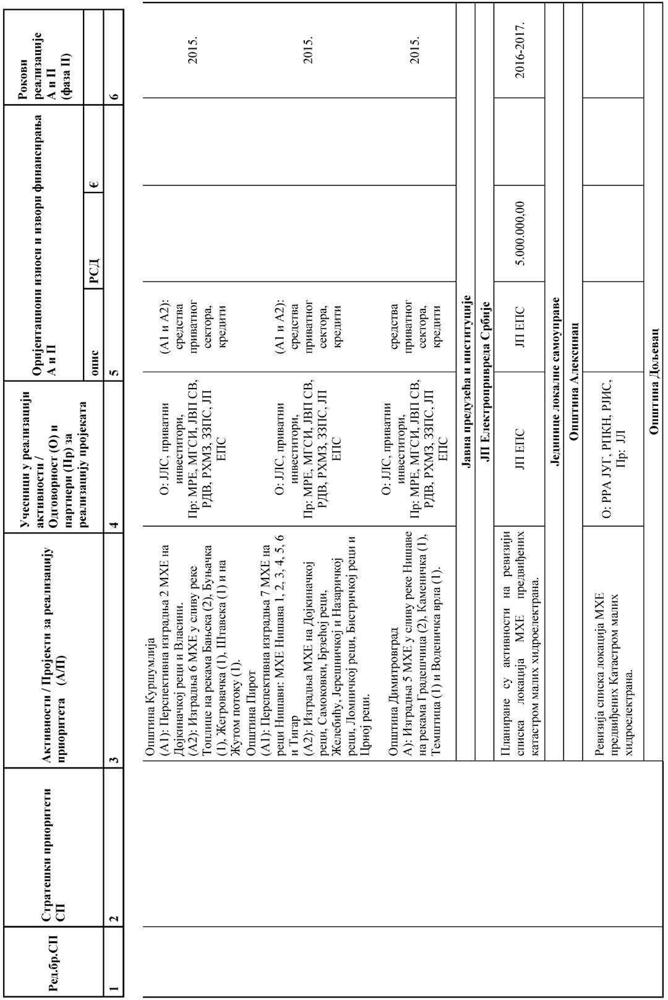 Ред.бр.СП
Стратешки приоритети
СП
Активности / Пројекти за реализацију
приоритета (А/П)
Учесници у реализацији
активности /
Одговорност (О) и
партнери (Пр) за
реализацију пројеката
Оријентациони износи и извори финансирања
А и П
опис
РСД
€
Рокови
реализације
А и П
(фаза II)
1
2
3
4
5
6
Општина Куршумлија
(А1): Перспективна изградња 2 МХЕ на
Дојкиначкој реци и Власини.
(А2): Изградња 6 МХЕ у сливу реке
Топлице на рекама Бањска (2), Буњачка
(1), Жегровачка (1), Штавска (1) и на
Жутом потоку (1).
О: ЈЛС, приватни
инвеститори,
Пр: МРЕ, МГСИ, ЈВП СВ,
РДВ, РХМЗ, ЗЗПС, ЈП
ЕПС
(А1 и А2):
средства
приватног
сектора,
кредити
2015.
Општина Пирот
(А1): Перспективна изградња 7 МХЕ на
реци Нишави: МХЕ Нишава 1, 2, 3, 4, 5, 6
и Гигар
(А2): Изградња МХЕ на Дојкиначкој
реци, Самоковки, Брзећој реци,
Желебићу, Јерешничкој и Назаричкој
реци, Ломничкој реци, Бистричкој реци и
Црној реци.
О: ЈЛС, приватни
инвеститори,
Пр: МРЕ, МГСИ, ЈВП СВ,
РДВ, РХМЗ, ЗЗПС, ЈП
ЕПС
(А1 и А2):
средства
приватног
сектора,
кредити
2015.
Општина Димитровград
А): Изградња 5 МХЕ у сливу реке Нишаве
на рекама Градешчица (2), Каменичка (1),
Темштица (1) и Воденичка врла (1).
О: ЈЛС, приватни
инвеститори,
Пр: МРЕ, МГСИ, ЈВП СВ,
РДВ, РХМЗ, ЗЗПС, ЈП
ЕПС
средства
приватног
сектора,
кредити
2015.
Јавна предузећа и институције
ЈП Електропривреда Србије
Планиране су активности на ревизији
списка локација МХЕ предвиђених
катастром малих хидроелектрана.
ЈП ЕПС
ЈП ЕПС
5.000.000,00
2016-2017.
Јединице локалне самоуправе
Општина Алексинац
Ревизија списка локација МХЕ
предвиђених Катастром малих
хидроелектрана.
О: РРА ЈУГ, РПКН, РЈИС,
Пр: ЈЛ
Општина Дољевац